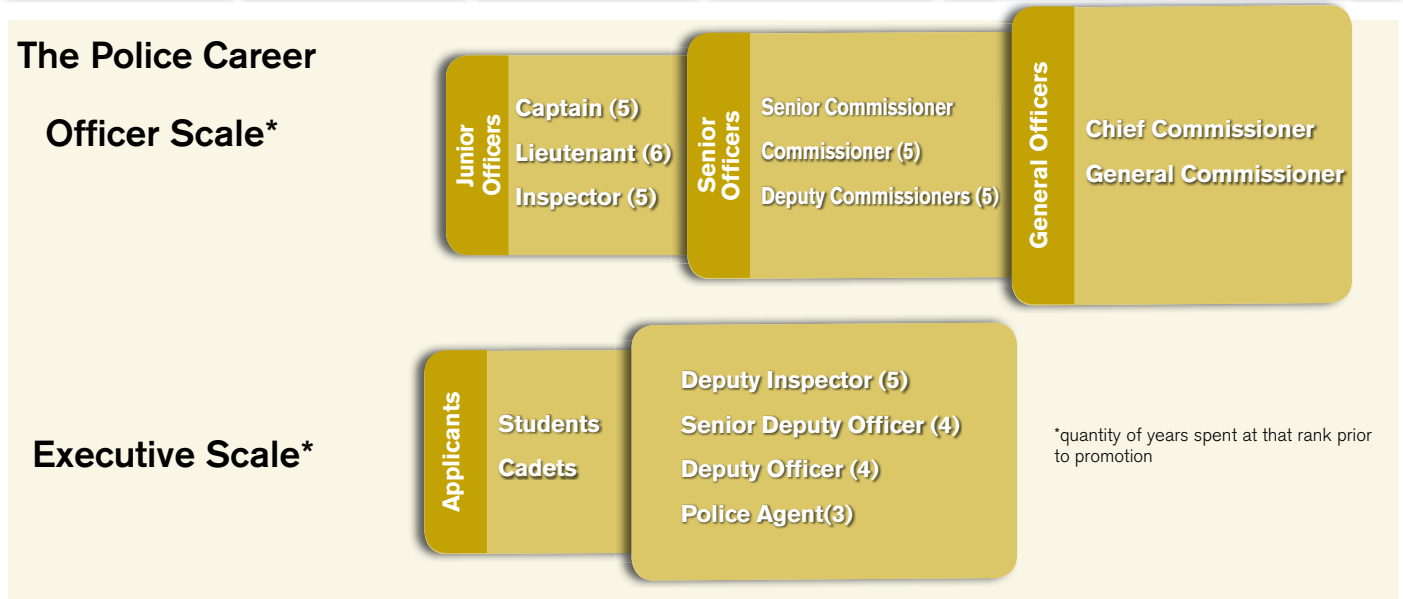 The Police Career
Officer Scale*
Junior
Officers
Captain (5)
Lieutenant (6)
Inspector (5)
Senior
Officers
Senior Commissioner
Commissioner (5)
Deputy Commissioners (5)
General Officers
Chief Commissioner
General Commissioner
Executive Scale*
Applicants
Students
Cadets
Deputy Inspector (5)
Senior Deputy Officer (4)
Deputy Officer (4)
Police Agent(3)
*quantity of years spent at that rank prior
to promotion